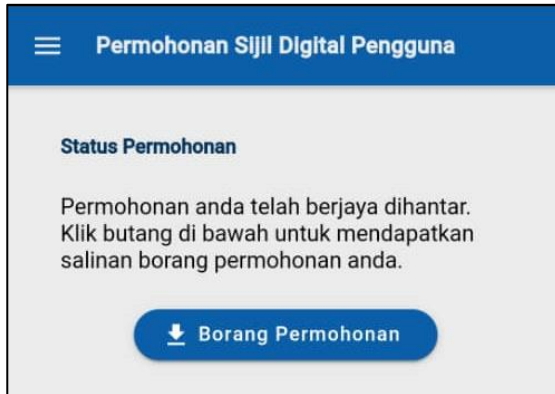 Permohonan Sijil Digital Pengguna
Status Permohonan
Permohonan anda telah berjaya dihantar.
Klik butang di bawah untuk mendapatkan
salinan borang permohonan anda.
Borang Permohonan